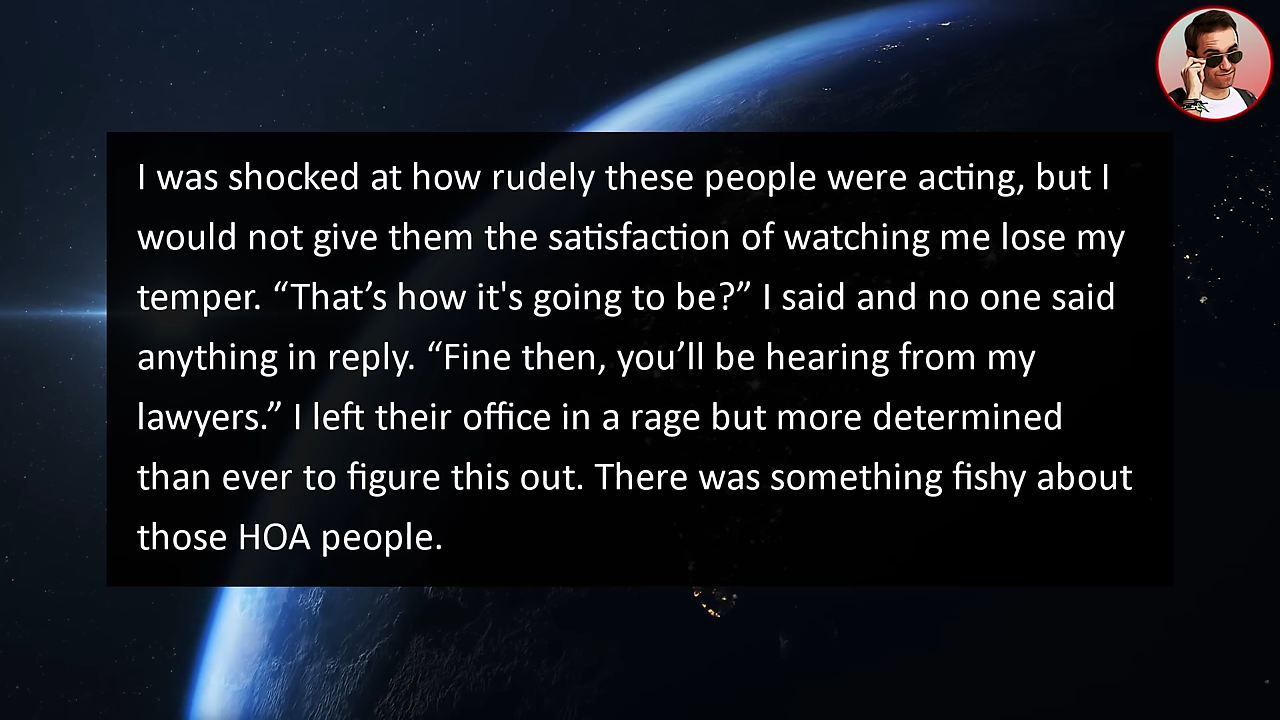 I was shocked at how rudely these people were acting, but I
would not give them the satisfaction of watching me lose my
temper. “That’s how it's going to be?” I said and no one said
anything in reply. “Fine then, you’ll be hearing from my
lawyers.” I left their office in a rage but more determined
than ever to figure this out. There was something fishy about
those HOA people.